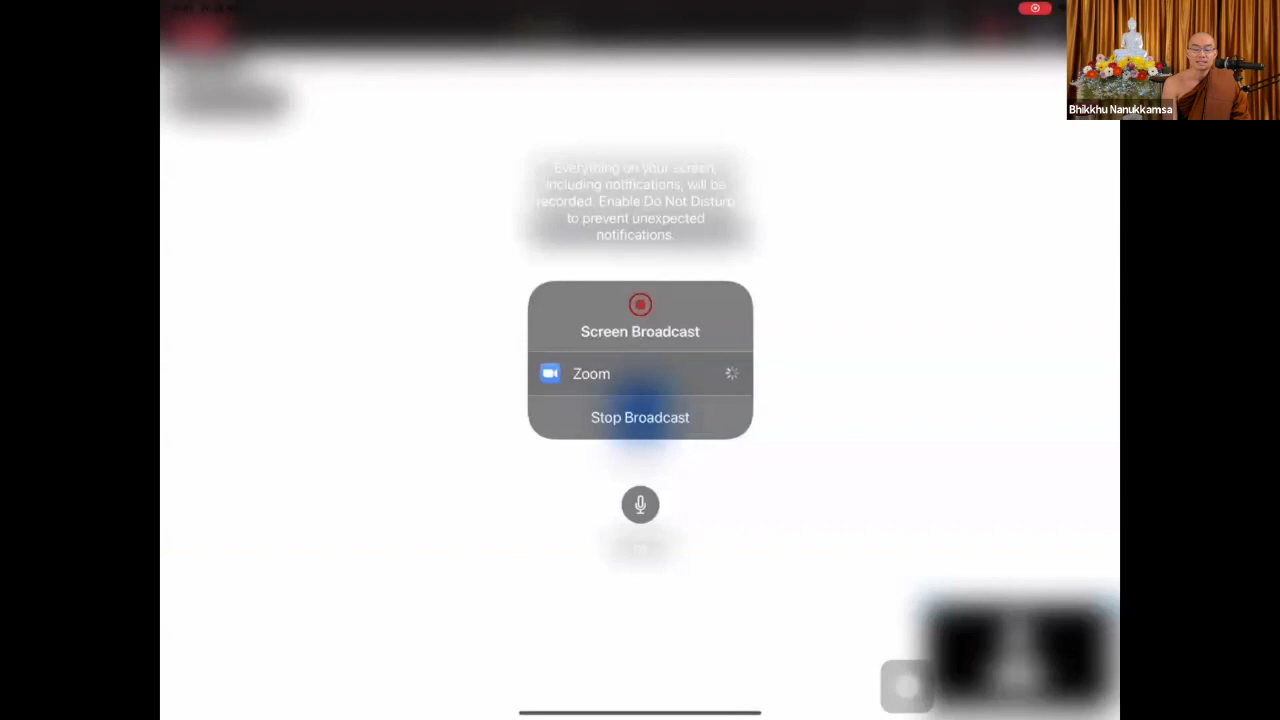 Bhikkhu Nanukkamsa
Everything on your screen,
including notifications, will be
recorded. Enable Do Not Disturb
to prevent unexpected
notifications.
Screen Broadcast
Zoom
Stop Broadcast